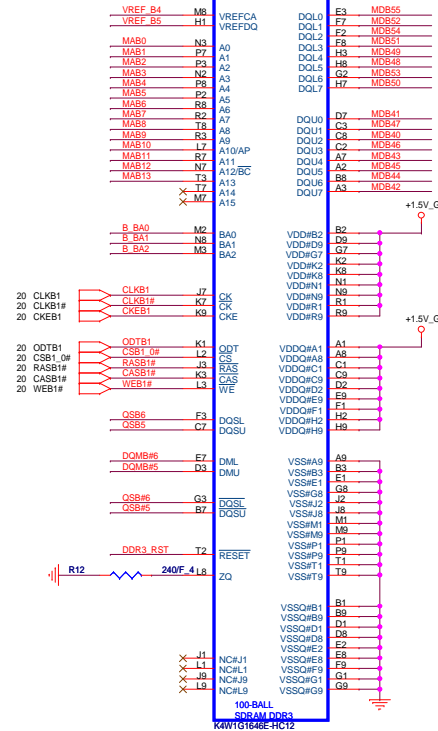 VREF_B4 M8 VREFCA DQL0 E3 MDB55
VREF_B5 H1 VREFDQ DQL1 F7 MDB52
DQL2 F2 MDB54
MAB0 N3 A0 DQL3 F8 MDB51
MAB1 P7 A1 DQL4 H3 MDB49
MAB2 P3 A2 DQL5 H8 MDB48
MAB3 N2 A3 DQL6 G2 MDB53
MAB4 P8 A4 DQL7 H7 MDB50
MAB5 P2 A5
MAB6 R8 A6
MAB7 R2 A7 DQU0 D7 MDB41
MAB8 T8 A8 DQU1 C3 MDB47
MAB9 R3 A9 DQU2 C8 MDB40
MAB10 L7 A10/AP DQU3 C2 MDB46
MAB11 R7 A11 DQU4 A7 MDB43
MAB12 N7 A12/BC DQU5 A2 MDB45
MAB13 T3 A13 DQU6 B8 MDB44
T7 A14 DQU7 A3 MDB42
M7 A15
+1.5V_G
B_BA0 M2 BA0 VDD#B2 B2
B_BA1 N8 BA1 VDD#D9 D9
B_BA2 M3 BA2 VDD#G7 G7
VDD#K2 K2
VDD#K8 K8
VDD#N1 N1
20 CLKB1 CLKB1 J7 CK VDD#N9 N9
20 CLKB1# CLKB1# K7 CK VDD#R1 R1
20 CKEB1 CKEB1 K9 CKE VDD#R9 R9
+1.5V_G
20 ODTB1 ODTB1 K1 ODT VDDQ#A1 A1
20 CSB1_0# CSB1_0# L2 CS VDDQ#A8 A8
20 RASB1# RASB1# J3 RAS VDDQ#C1 C1
20 CASB1# CASB1# K3 CAS VDDQ#C9 C9
20 WEB1# WEB1# L3 WE VDDQ#D2 D2
VDDQ#E9 E9
VDDQ#F1 F1
QSB6 F3 DQSL VDDQ#H2 H2
QSB5 C7 DQSU VDDQ#H9 H9
DQMB#6 E7 DML VSS#A9 A9
DQMB#5 D3 DMU VSS#B3 B3
VSS#E1 E1
VSS#G8 G8
QSB#6 G3 DQSL VSS#J2 J2
QSB#5 B7 DQSU VSS#J8 J8
VSS#M1 M1
VSS#M9 M9
VSS#P1 P1
DDR3_RST T2 RESET VSS#P9 P9
VSS#T1 T1
R12 240/F_4 L8 ZQ VSS#T9 T9
VSSQ#B1 B1
VSSQ#B9 B9
VSSQ#D1 D1
VSSQ#D8 D8
VSSQ#E2 E2
J1 NC#J1 VSSQ#E8 E8
L1 NC#L1 VSSQ#F9 F9
J9 NC#J9 VSSQ#G1 G1
L9 NC#L9 VSSQ#G9 G9
100-BALL
SDRAM DDR3
K4W1G1646E-HC12